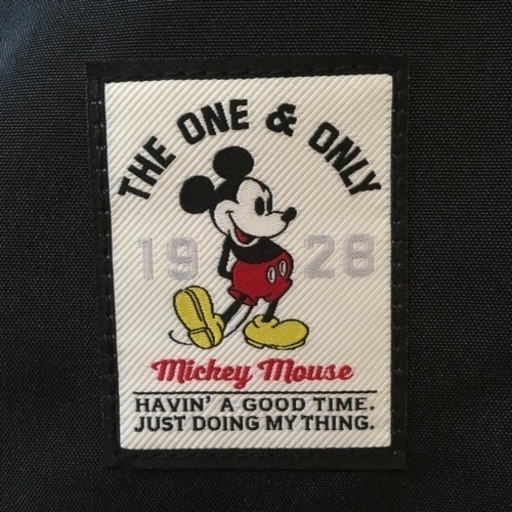 THE ONE & ONLY
1928
Mickey Mouse
HAVIN' A GOOD TIME.
JUST DOING MY THING.